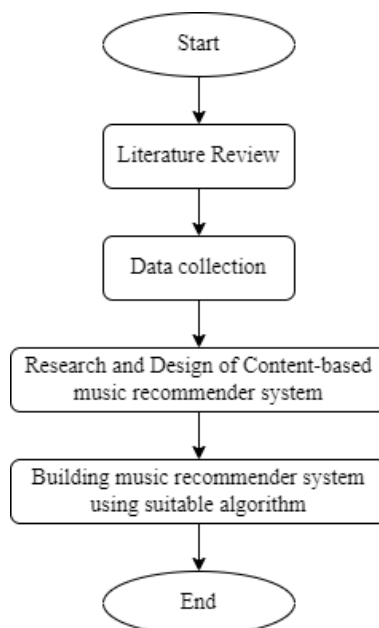 Start
Literature Review
Data collection
Research and Design of Content-based
music recommender system
Building music recommender system
using suitable algorithm
End